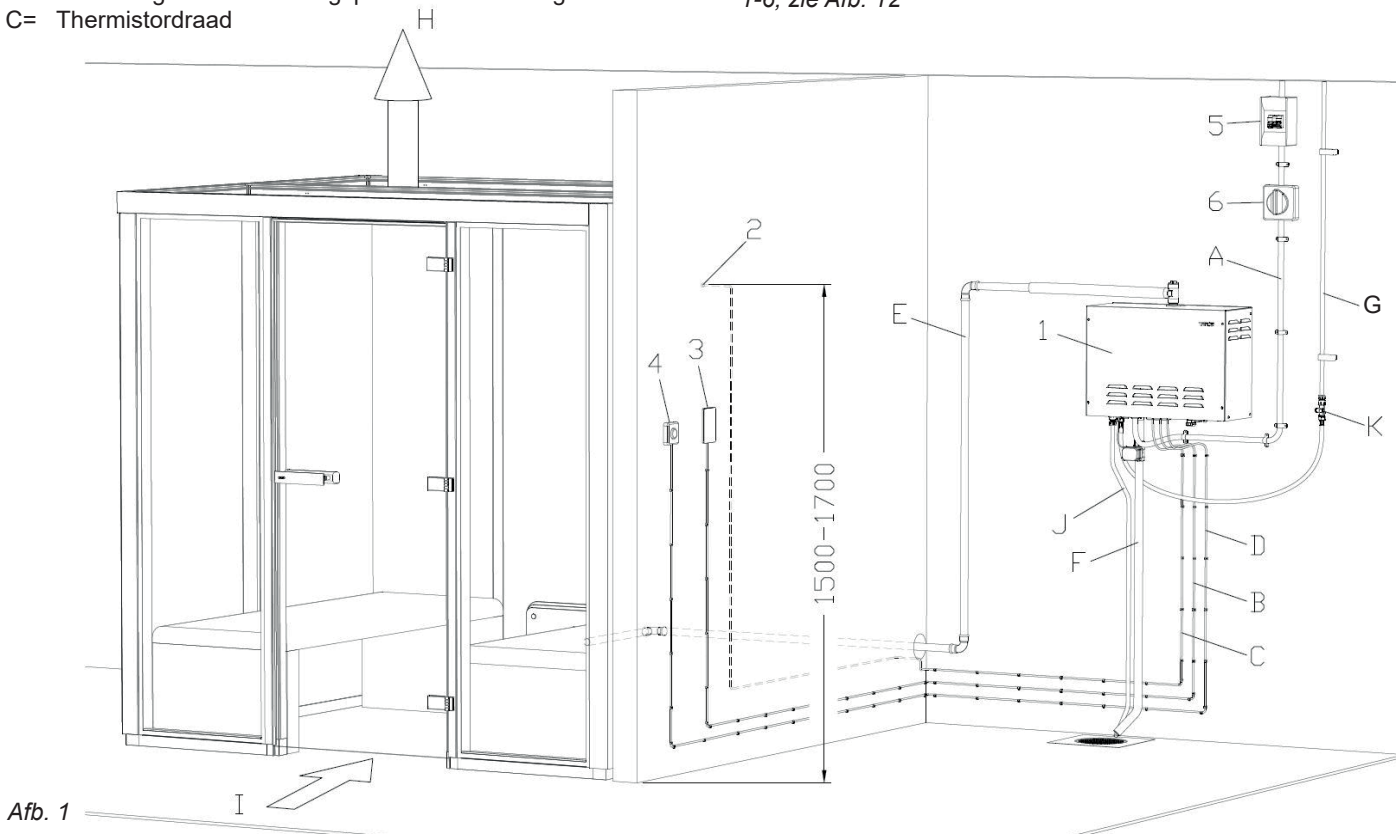 C= Thermistordraad
1-6, zie Afb. 12
H
5
6
2
A
E
G
1
3
4
K
1500-1700
J
D
F
B
C
I
Afb. 1